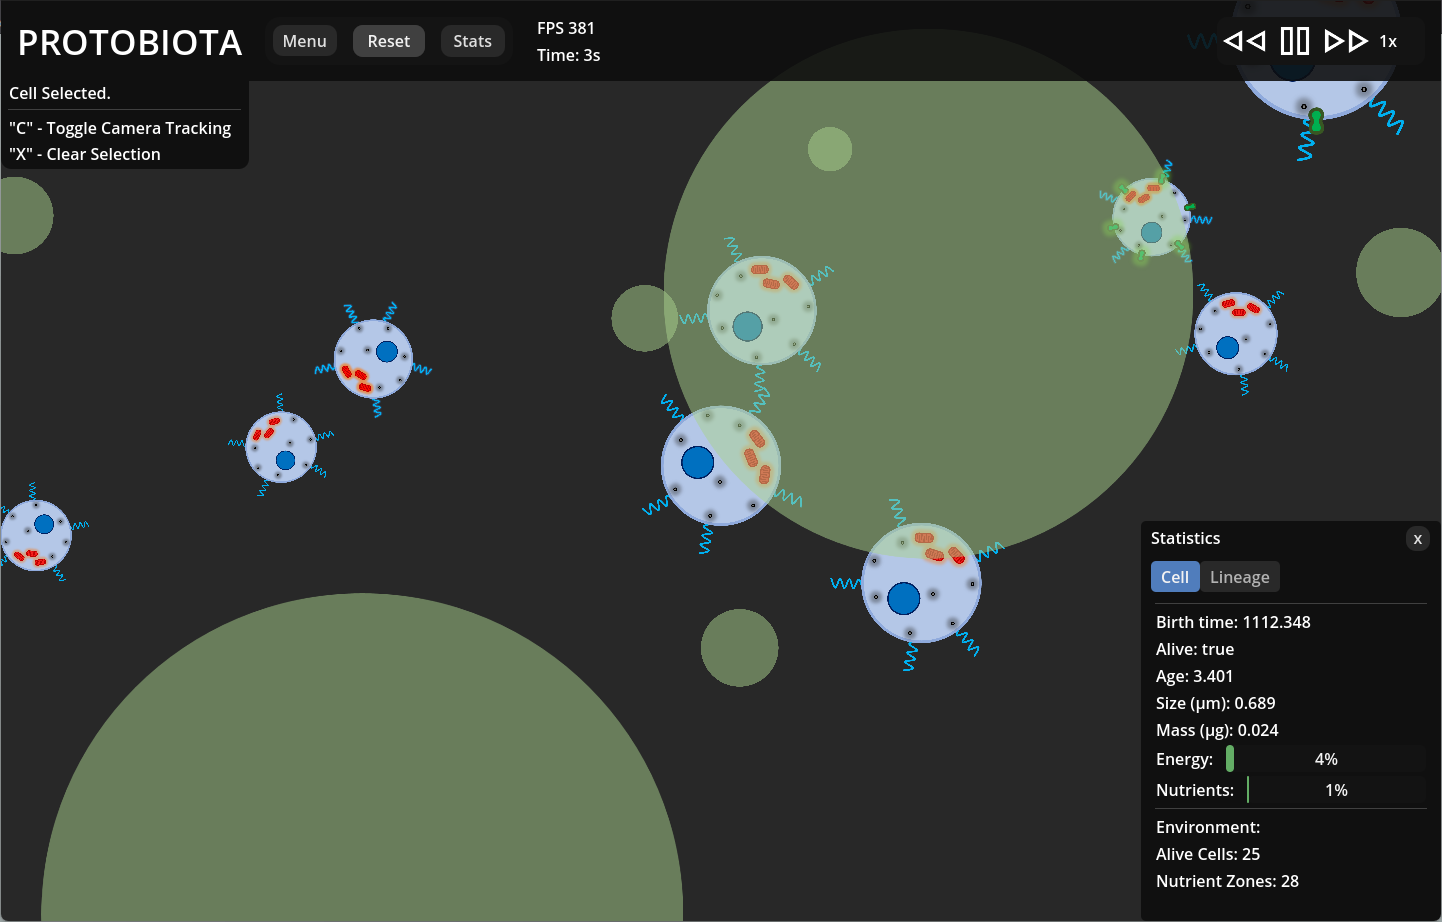 PROTOBIOTA
Menu
Reset
Stats
FPS 381
Time: 3s
1x
Cell Selected.
"C" - Toggle Camera Tracking
"X" - Clear Selection
Statistics
x
Cell
Lineage
Birth time: 1112.348
Alive: true
Age: 3.401
Size (µm): 0.689
Mass (µg): 0.024
Energy: 4%
Nutrients: 1%
Environment:
Alive Cells: 25
Nutrient Zones: 28